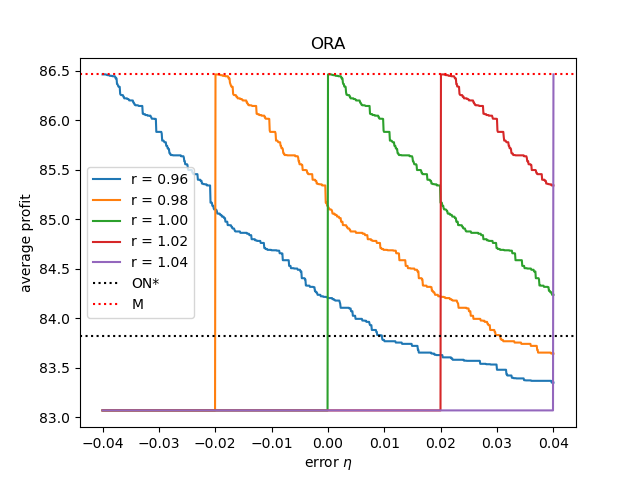 ORA
average profit
86.5
86.0
85.5
85.0
84.5
84.0
83.5
83.0
r = 0.96
r = 0.98
r = 1.00
r = 1.02
r = 1.04
ON*
M
−0.04 −0.03 −0.02 −0.01 0.00 0.01 0.02 0.03 0.04
error η